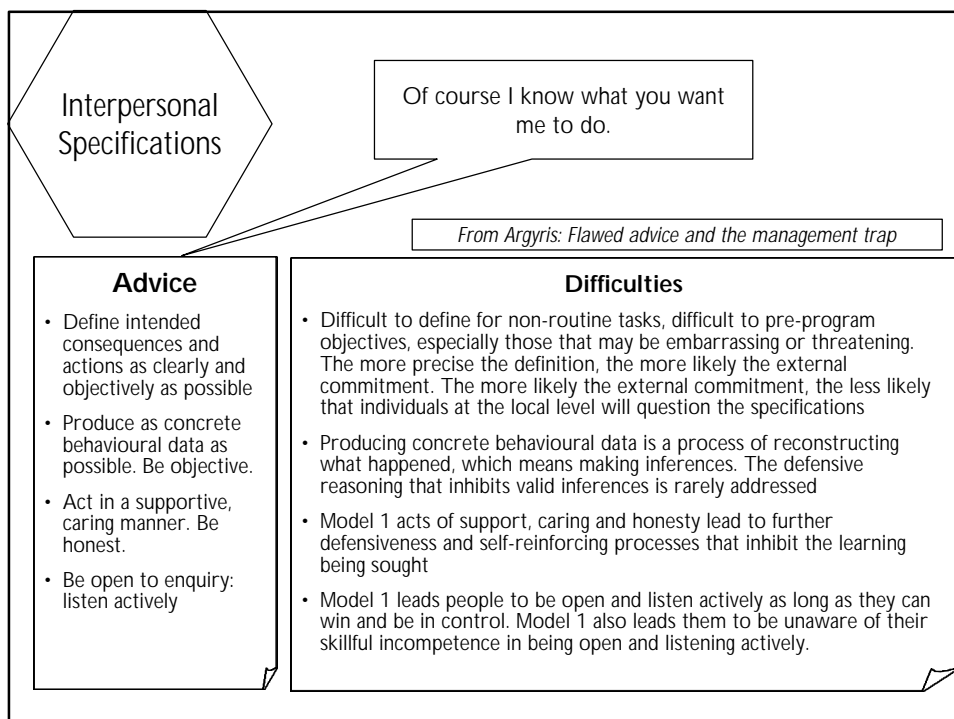 Interpersonal
Specifications
Of course I know what you want
me to do.
From Argyris: Flawed advice and the management trap
Advice
• Define intended
consequences and
actions as clearly and
objectively as possible
• Produce as concrete
behavioural data as
possible. Be objective.
• Act in a supportive,
caring manner. Be
honest.
• Be open to enquiry:
listen actively
Difficulties
• Difficult to define for non-routine tasks, difficult to pre-program
objectives, especially those that may be embarrassing or threatening.
The more precise the definition, the more likely the external
commitment. The more likely the external commitment, the less likely
that individuals at the local level will question the specifications
• Producing concrete behavioural data is a process of reconstructing
what happened, which means making inferences. The defensive
reasoning that inhibits valid inferences is rarely addressed
• Model 1 acts of support, caring and honesty lead to further
defensiveness and self-reinforcing processes that inhibit the learning
being sought
• Model 1 leads people to be open and listen actively as long as they can
win and be in control. Model 1 also leads them to be unaware of their
skillful incompetence in being open and listening actively.